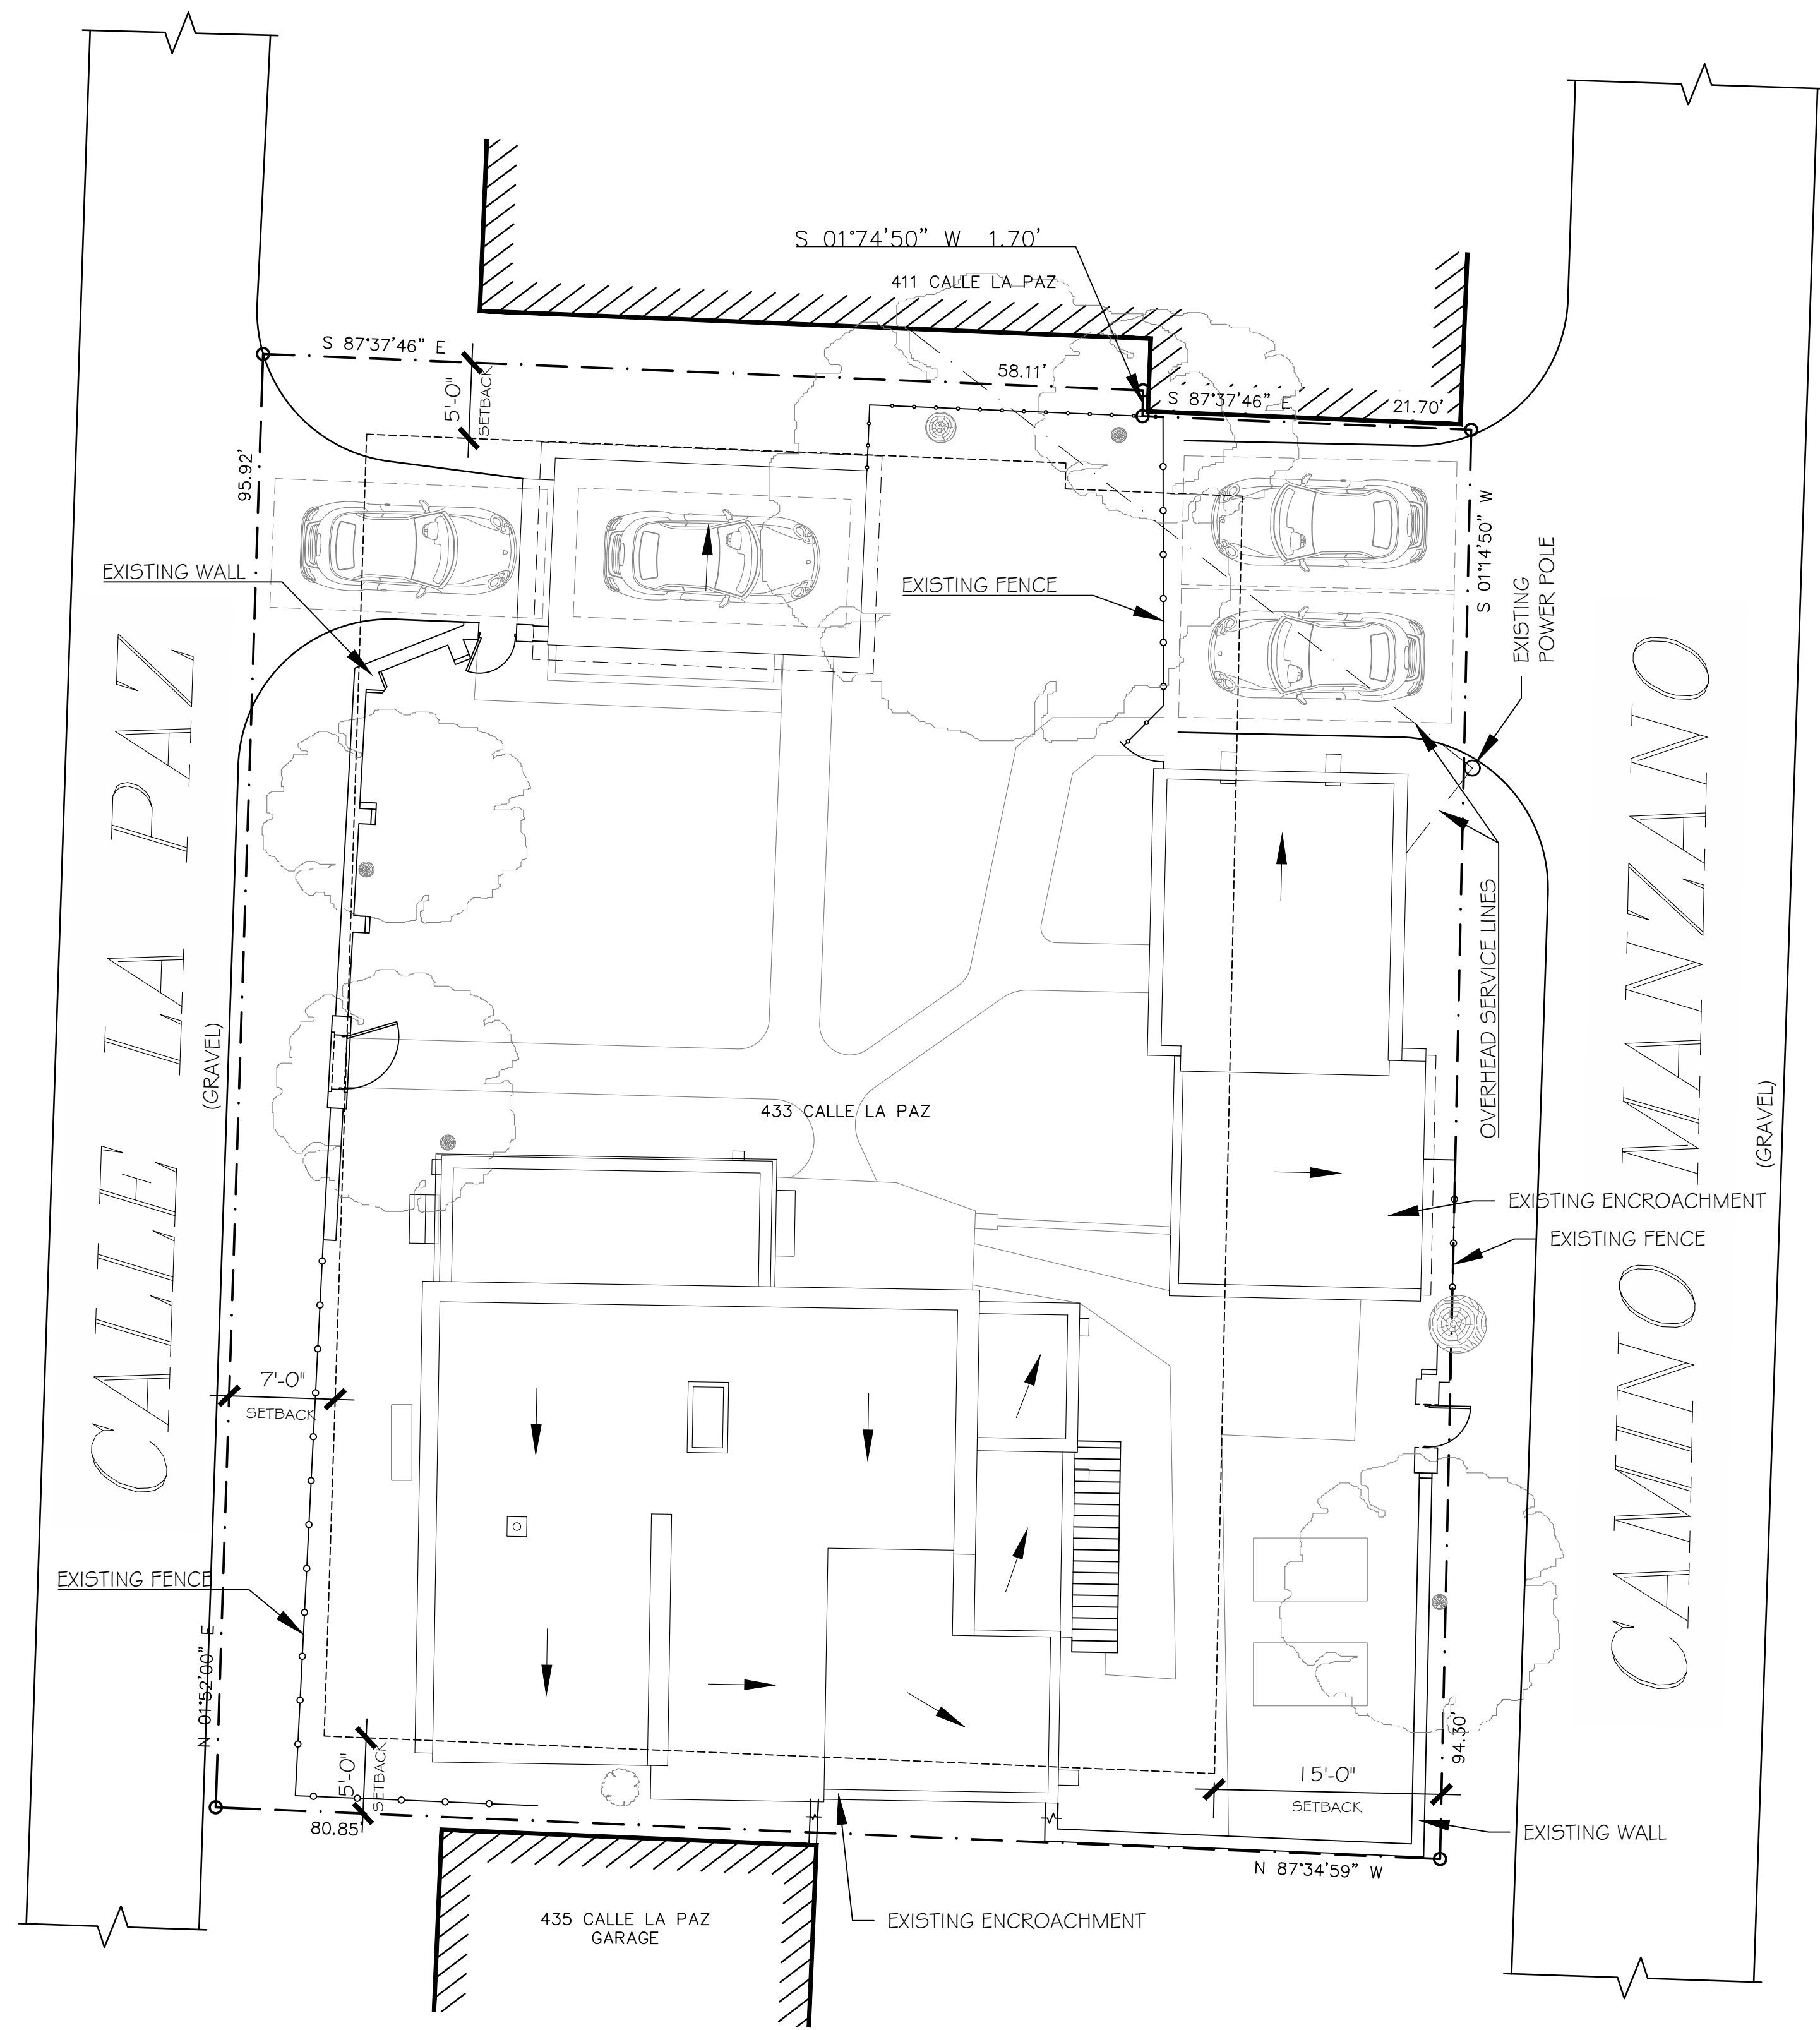 S 01°74'50" W 1.70'
411 CALLE LA PAZ
S 87°37'46" E
58.11'
S 87°37'46" E
21.70'
5'-0"
SETBACK
95.92'
S 01°14'50" W
EXISTING WALL
EXISTING FENCE
EXISTING
POWER POLE
CALLE LA PAZ
(GRAVEL)
433 CALLE LA PAZ
OVERHEAD SERVICE LINES
CAMINO MANZANO
(GRAVEL)
EXISTING ENCROACHMENT
EXISTING FENCE
7'-0"
SETBACK
EXISTING FENCE
N 01°52'00" E
5'-0"
SETBACK
80.85'
15'-0"
SETBACK
94.30'
EXISTING WALL
N 87°34'59" W
435 CALLE LA PAZ
GARAGE
EXISTING ENCROACHMENT